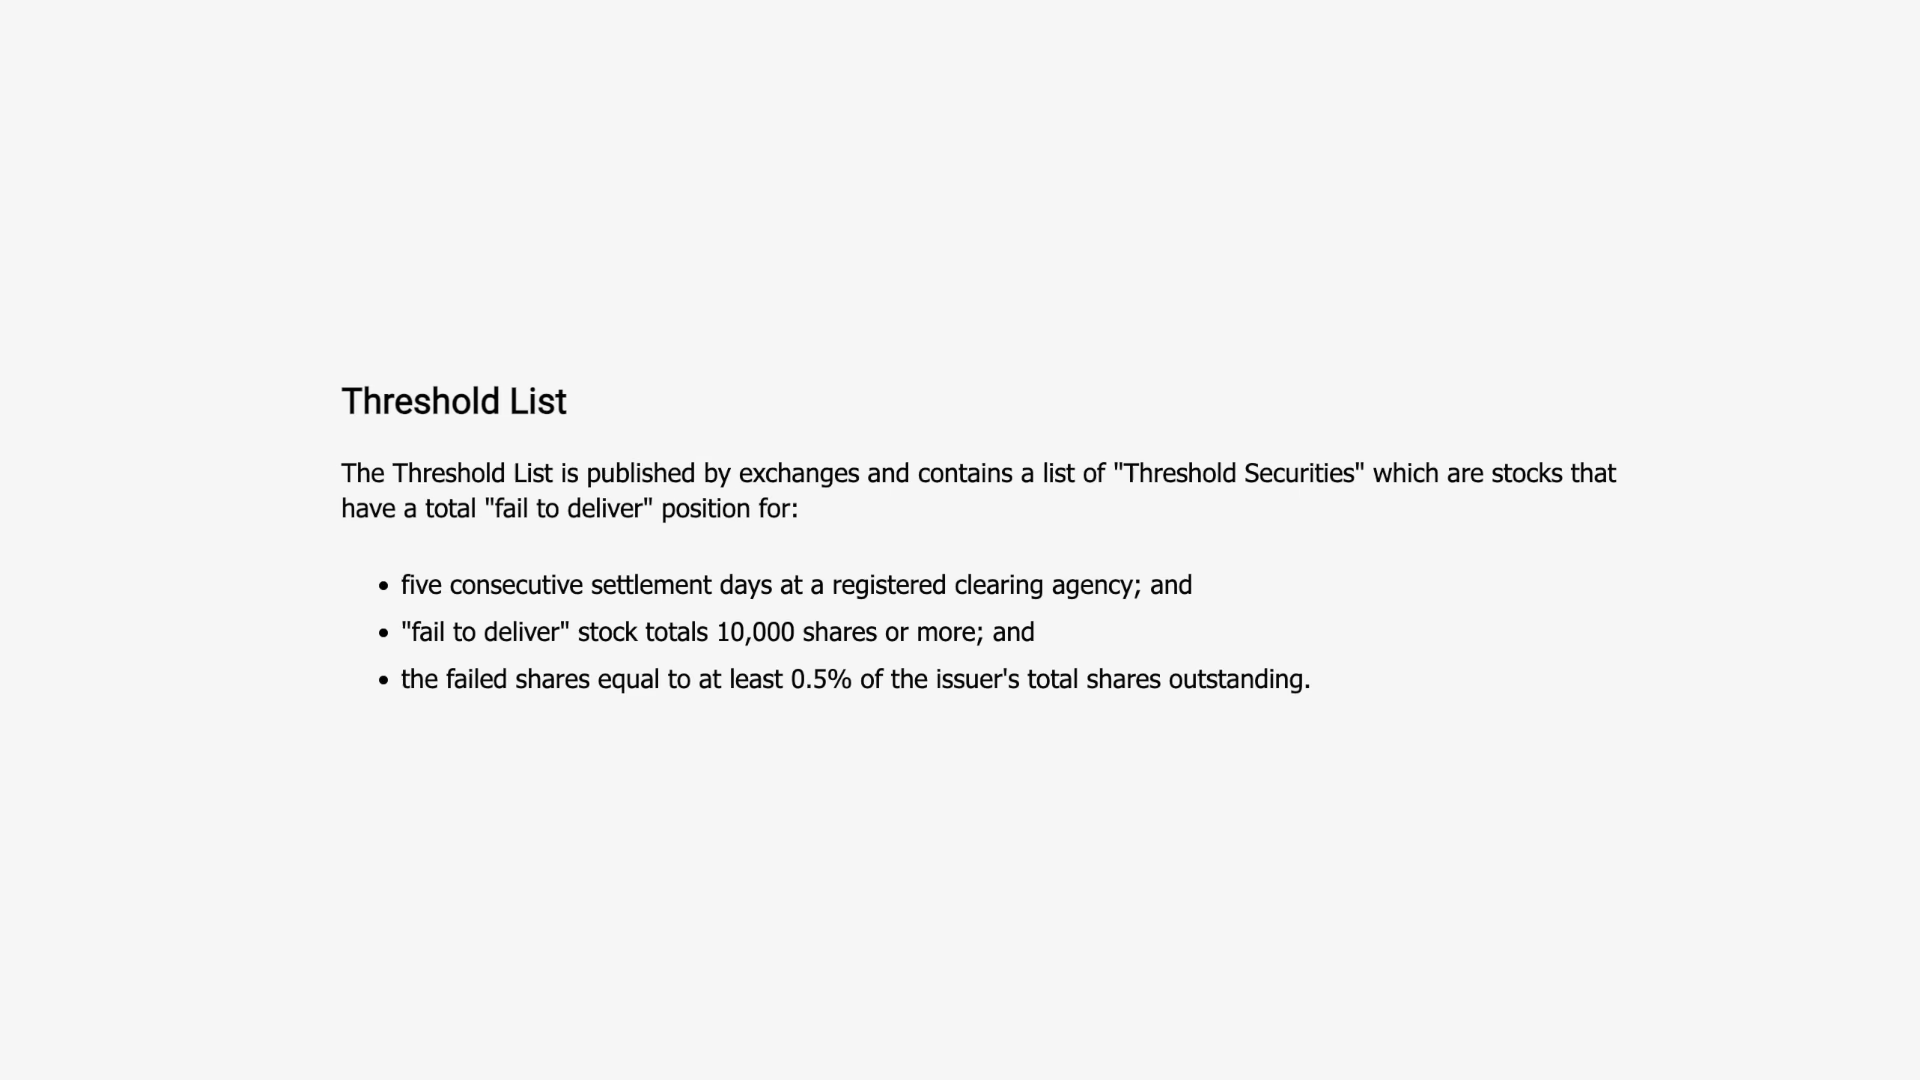 Threshold List
The Threshold List is published by exchanges and contains a list of "Threshold Securities" which are stocks that
have a total "fail to deliver" position for:
• five consecutive settlement days at a registered clearing agency; and
• "fail to deliver" stock totals 10,000 shares or more; and
• the failed shares equal to at least 0.5% of the issuer's total shares outstanding.